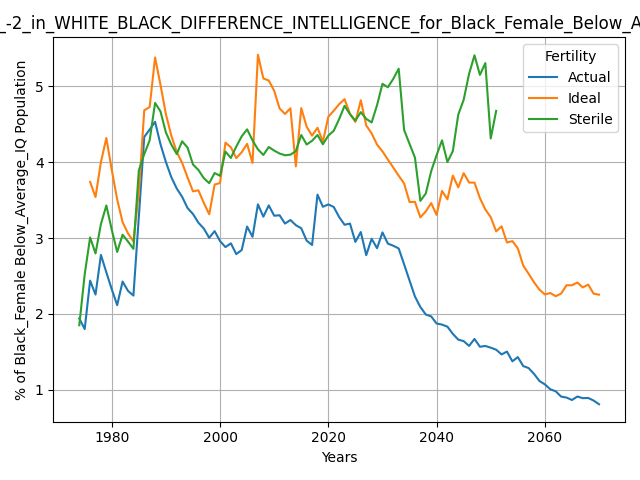 _-2_in_WHITE_BLACK_DIFFERENCE_INTELLIGENCE_for_Black_Female_Below_A
% of Black_Female Below_Average_IQ Population
5
4
3
2
1
Fertility
Actual
Ideal
Sterile
1980 2000 2020 2040 2060
Years